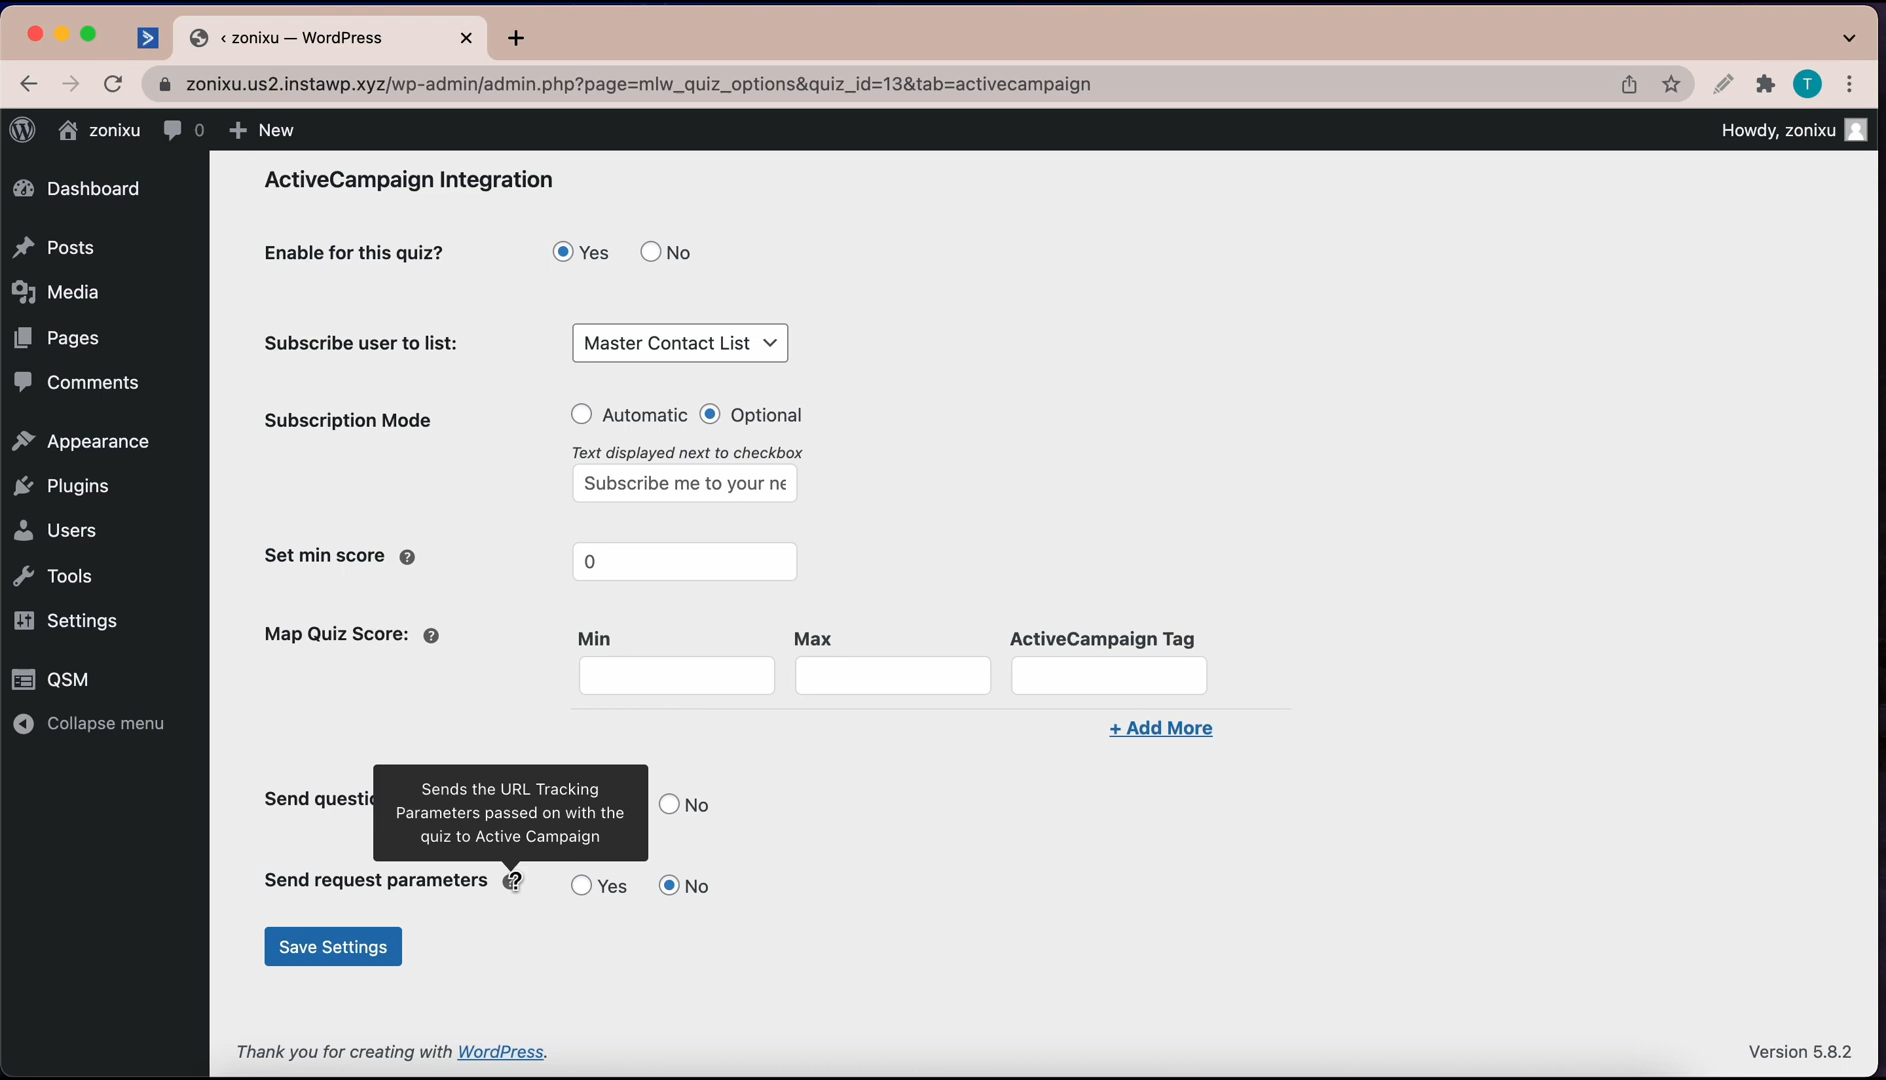 ‹ zonixu — WordPress
zonixu.us2.instawp.xyz/wp-admin/admin.php?page=mlw_quiz_options&quiz_id=13&tab=activecampaign
T
zonixu
0
New
Howdy, zonixu
Dashboard
Posts
Media
Pages
Comments
Appearance
Plugins
Users
Tools
Settings
QSM
Collapse menu
ActiveCampaign Integration
Enable for this quiz?
Yes
No
Subscribe user to list:
Master Contact List
Subscription Mode
Automatic
Optional
Text displayed next to checkbox
Subscribe me to your ne
Set min score ?
0
Map Quiz Score: ?
Min
Max
ActiveCampaign Tag
+ Add More
Send questio
No
Sends the URL Tracking
Parameters passed on with the
quiz to Active Campaign
Send request parameters ?
Yes
No
Save Settings
Thank you for creating with WordPress.
Version 5.8.2